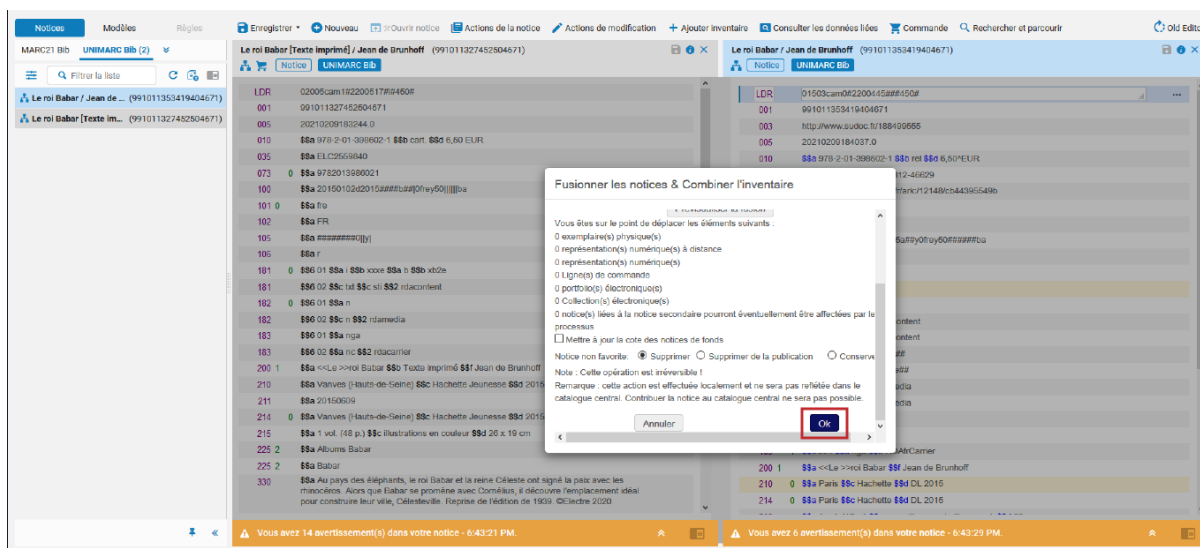 Notices Modèles Règles
Enregistrer Nouveau Ouvrir notice Actions de la notice Actions de modification Ajouter inventaire Consulter les données liées Commande Rechercher et parcourir Old Edito
MARC21 Bib UNIMARC Bib (2)
Filtrer la liste
Le roi Babar / Jean de ... (991011353419404671)
Le roi Babar [Texte im... (991011327452504671)
Le roi Babar [Texte imprimé] / Jean de Brunhoff (991011327452504671)
Notice UNIMARC Bib
LDR
001 991011327452504671
005 20210209183244.0
010 $$a 978-2-01-398602-1 $$b cart. $$d 6,50 EUR
035 $$a ELC2559840
073 0 $$a 9782013986021
100
101 0 $$a fre
102 $$a FR
105
106 $$a r
181 0 $$6 01 $$a i $$b xxxe $$a b $$b xb2e
181 $$6 02 $$c txt $$c sti $$2 rdacontent
182 0 $$6 01 $$a n
182 $$6 02 $$c n $$2 rdamedia
183 $$6 01 $$a nga
183 $$6 02 $$a nc $$2 rdacarrier
200 1 $$a <<Le >>roi Babar $$b Texte imprimé $$f Jean de Brunhoff
210 $$a Vanves (Hauts-de-Seine) $$c Hachette Jeunesse $$d 2015
211 $$a 20150609
214 0 $$a Vanves (Hauts-de-Seine) $$c Hachette Jeunesse $$d 2015
215 $$a 1 vol. (48 p.) $$c illustrations en couleur $$d 26 x 19 cm
225 2 $$a Albums Babar
225 2 $$a Babar
330 $$a Au pays des éléphants, le roi Babar et la reine Céleste ont signé la paix avec les
rhinocéros. Alors que Babar se promène avec Cornélius, il découvre l'emplacement idéal
pour construire leur ville, Célesteville. Reprise de l'édition de 1939. ©Electre 2020
Vous avez 14 avertissement(s) dans votre notice - 6:43:21 PM.
Fusionner les notices & Combiner l'inventaire
Vous êtes sur le point de déplacer les éléments suivants :
0 exemplaire(s) physique(s)
0 représentation(s) numérique(s) à distance
0 représentation(s) numérique(s)
0 Ligne(s) de commande
0 portfolio(s) électronique(s)
0 Collection(s) électronique(s)
0 notice(s) liées à la notice secondaire pourront éventuellement être affectées par le
processus
Mettre à jour la cote des notices de fonds
Notice non favorite: Supprimer Supprimer de la publication Conserve
Note : Cette opération est irréversible !
Remarque : cette action est effectuée localement et ne sera pas reflétée dans le
catalogue central. Contribuer la notice au catalogue central ne sera pas possible.
Annuler Ok
Le roi Babar / Jean de Brunhoff (991011353419404671)
Notice UNIMARC Bib
LDR 01503cam0#2200445###450#
001 991011353419404671
003 http://www.sudoc.fr/188499555
005 20210209184037.0
010 $$a 978-2-01-398602-1 $$b rel $$d 6,50^EUR
200 1 $$a <<Le >>roi Babar $$f Jean de Brunhoff
210 0 $$a Paris $$c Hachette $$d DL 2015
214 0 $$a Paris $$c Hachette $$d DL 2015
Vous avez 6 avertissement(s) dans votre notice - 6:43:29 PM.